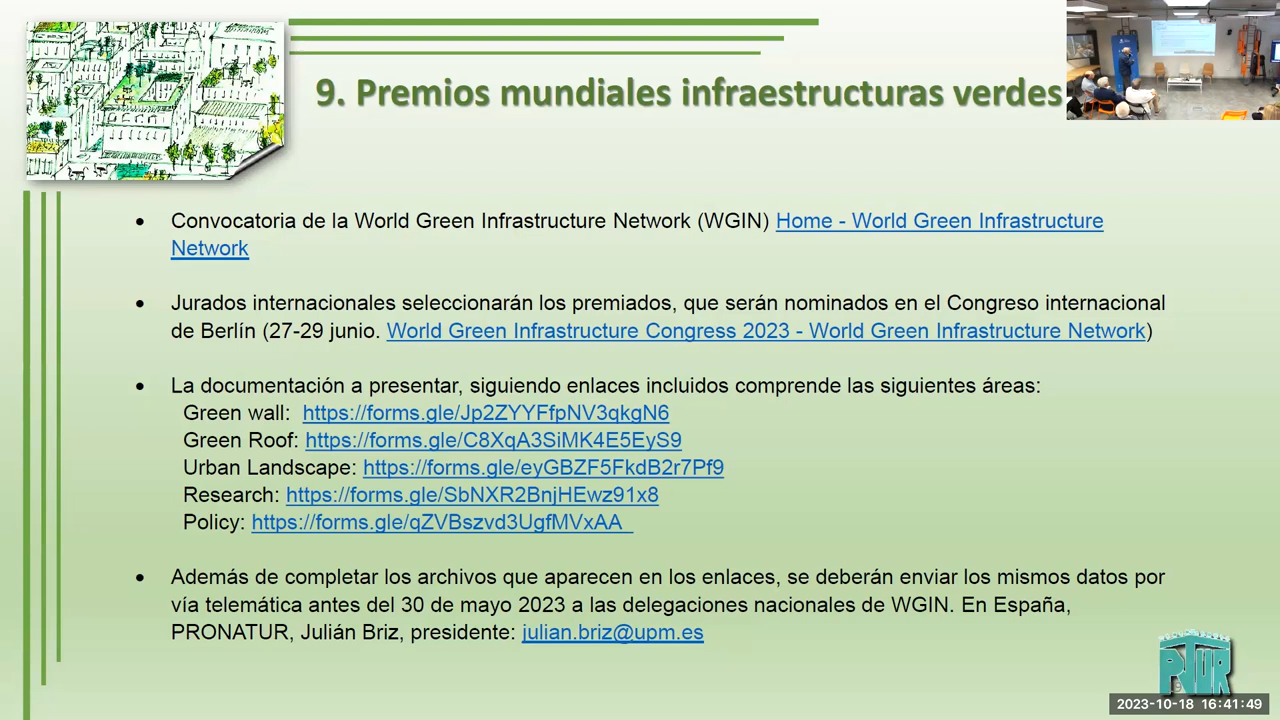 9. Premios mundiales infraestructuras verdes
• Convocatoria de la World Green Infrastructure Network (WGIN) Home - World Green Infrastructure
Network
• Jurados internacionales seleccionarán los premiados, que serán nominados en el Congreso internacional
de Berlín (27-29 junio. World Green Infrastructure Congress 2023 - World Green Infrastructure Network)
• La documentación a presentar, siguiendo enlaces incluidos comprende las siguientes áreas:
Green wall: https://forms.gle/Jp2ZYYFfpNV3qkgN6
Green Roof: https://forms.gle/C8XqA3SiMK4E5EyS9
Urban Landscape: https://forms.gle/eyGBZF5FkdB2r7Pf9
Research: https://forms.gle/SbNXR2BnjHEwz91x8
Policy: https://forms.gle/qZVBszvd3UgfMVxAA
• Además de completar los archivos que aparecen en los enlaces, se deberán enviar los mismos datos por
vía telemática antes del 30 de mayo 2023 a las delegaciones nacionales de WGIN. En España,
PRONATUR, Julián Briz, presidente: julian.briz@upm.es
2023-10-18 16:41:49